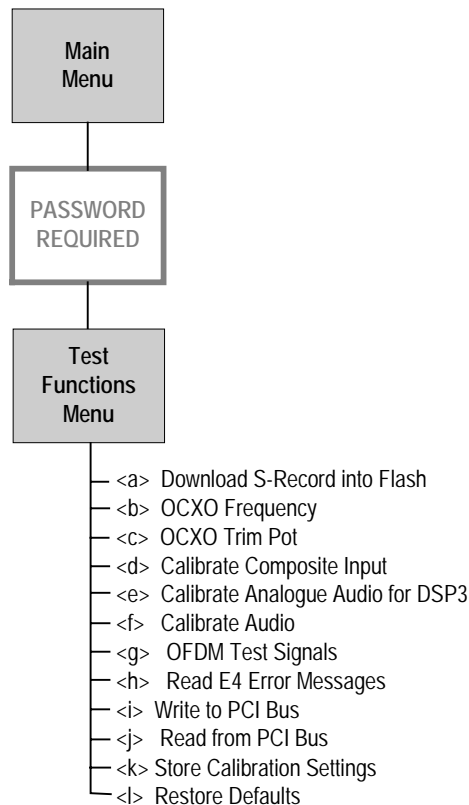 Main
Menu
PASSWORD
REQUIRED
Test
Functions
Menu
<a> Download S-Record into Flash
<b> OCXO Frequency
<c> OCXO Trim Pot
<d> Calibrate Composite Input
<e> Calibrate Analogue Audio for DSP3
<f> Calibrate Audio
<g> OFDM Test Signals
<h> Read E4 Error Messages
<i> Write to PCI Bus
<j> Read from PCI Bus
<k> Store Calibration Settings
<l> Restore Defaults